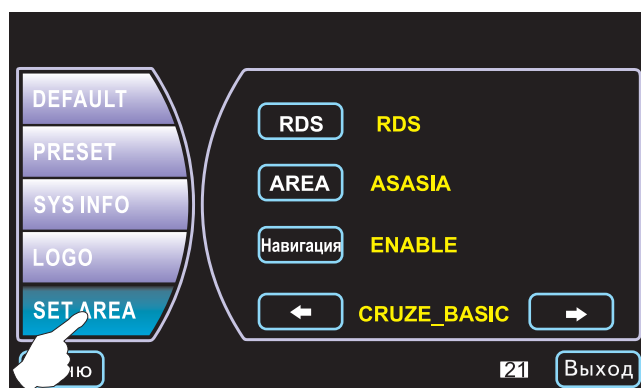 DEFAULT
PRESET
SYS INFO
LOGO
SET AREA
RDS RDS
AREA ASASIA
Навигация ENABLE
CRUZE_BASIC
21 Выход